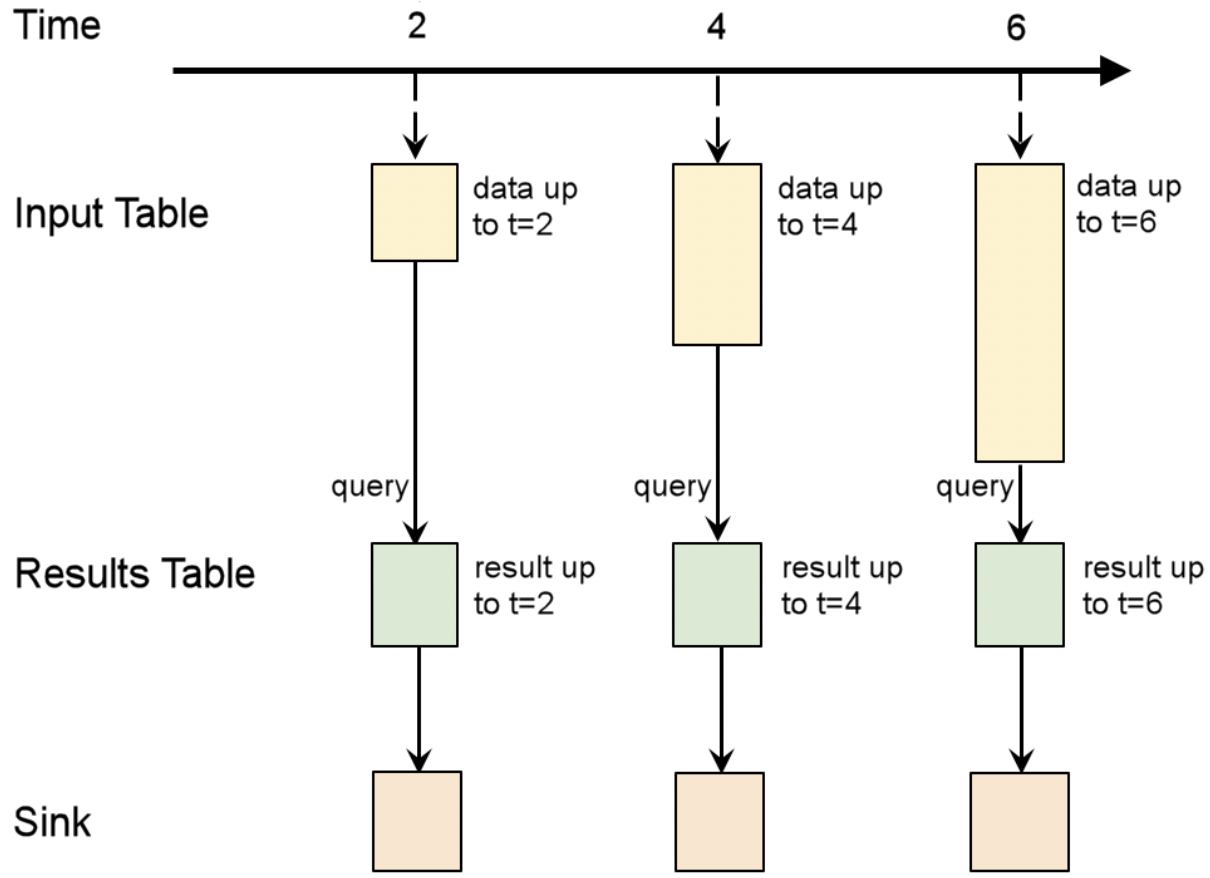 Time 2 4 6
Input Table
data up
to t=2
data up
to t=4
data up
to t=6
query query query
Results Table
result up
to t=2
result up
to t=4
result up
to t=6
Sink